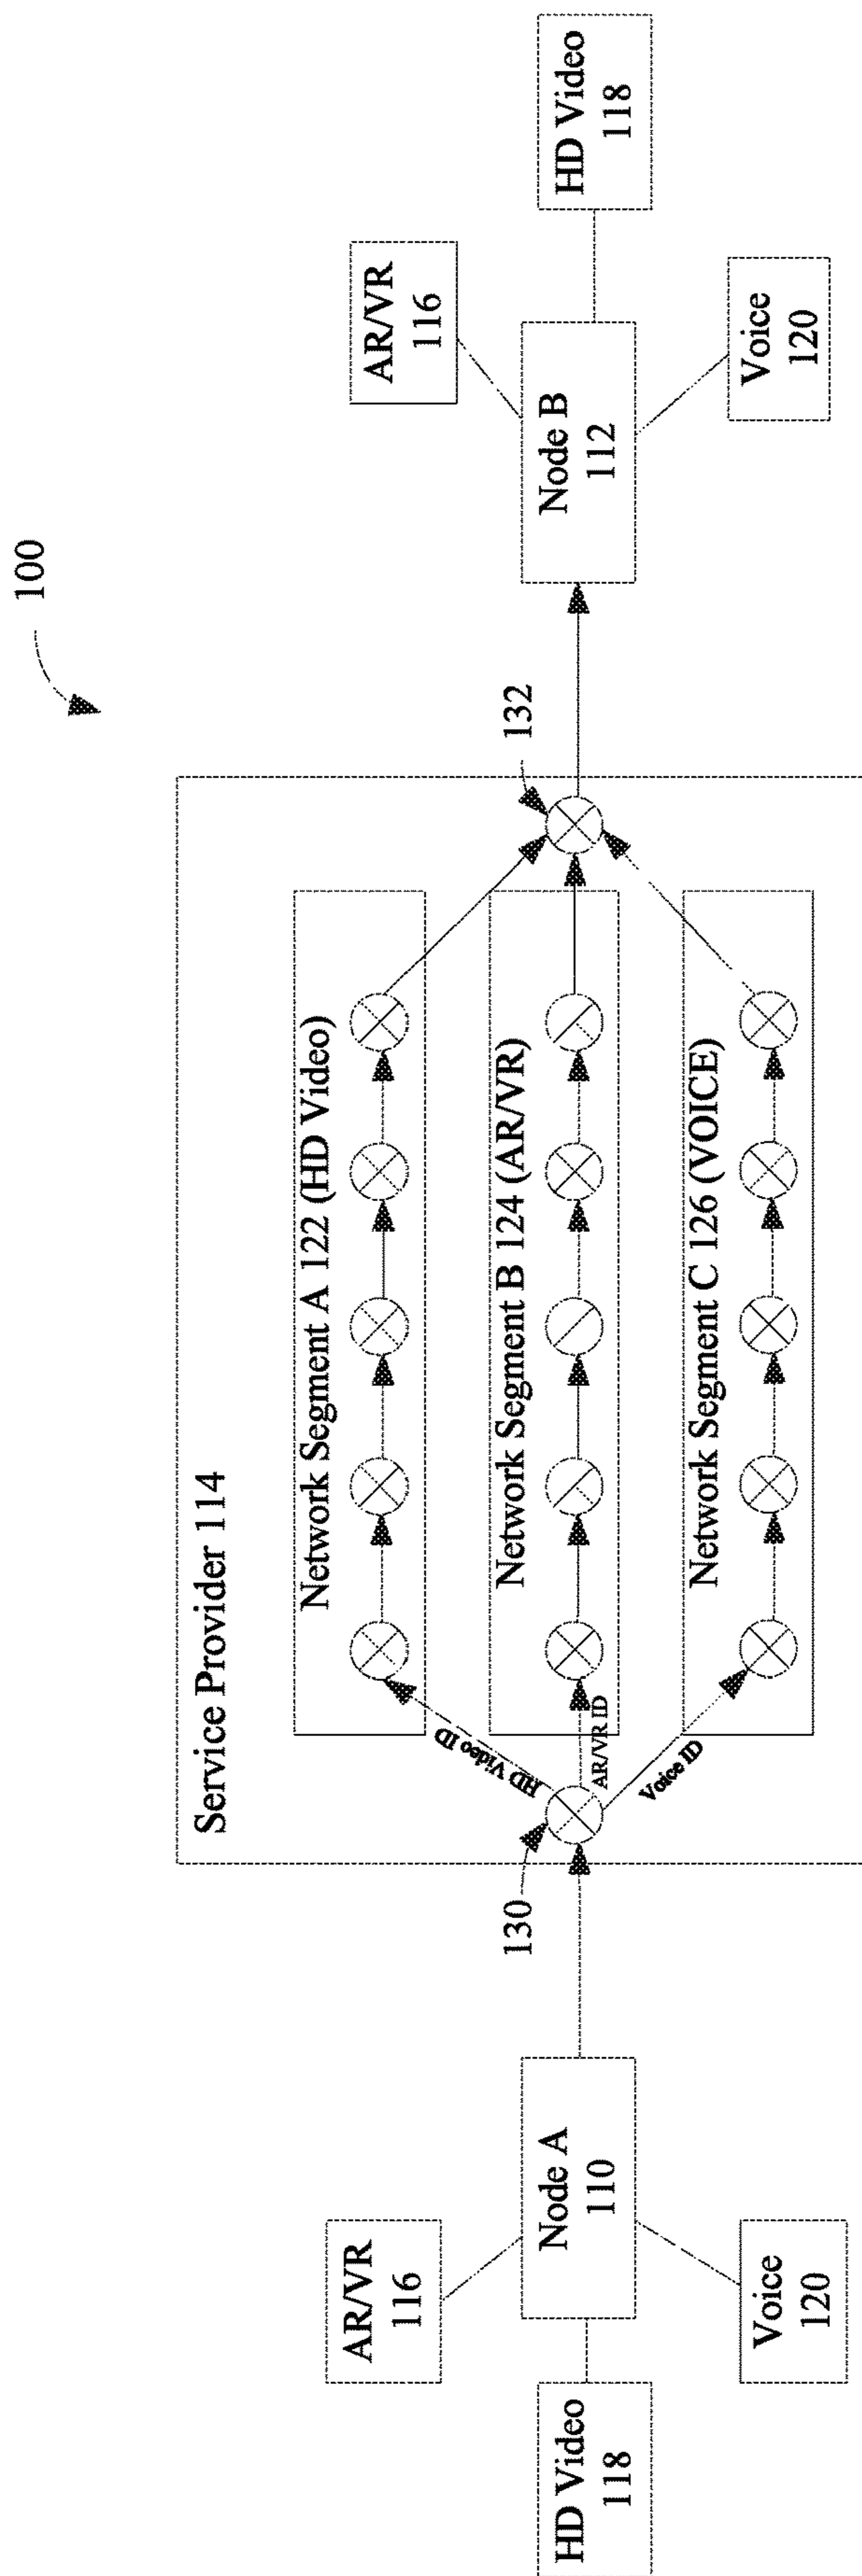 100
Service Provider 114
HD Video
118
AR/VR
116
Voice
120
Node A
110
130
HD Video ID
AR/VR ID
Voice ID
Network Segment A 122 (HD Video)
Network Segment B 124 (AR/VR)
Network Segment C 126 (VOICE)
132
Node B
112
AR/VR
116
HD Video
118
Voice
120